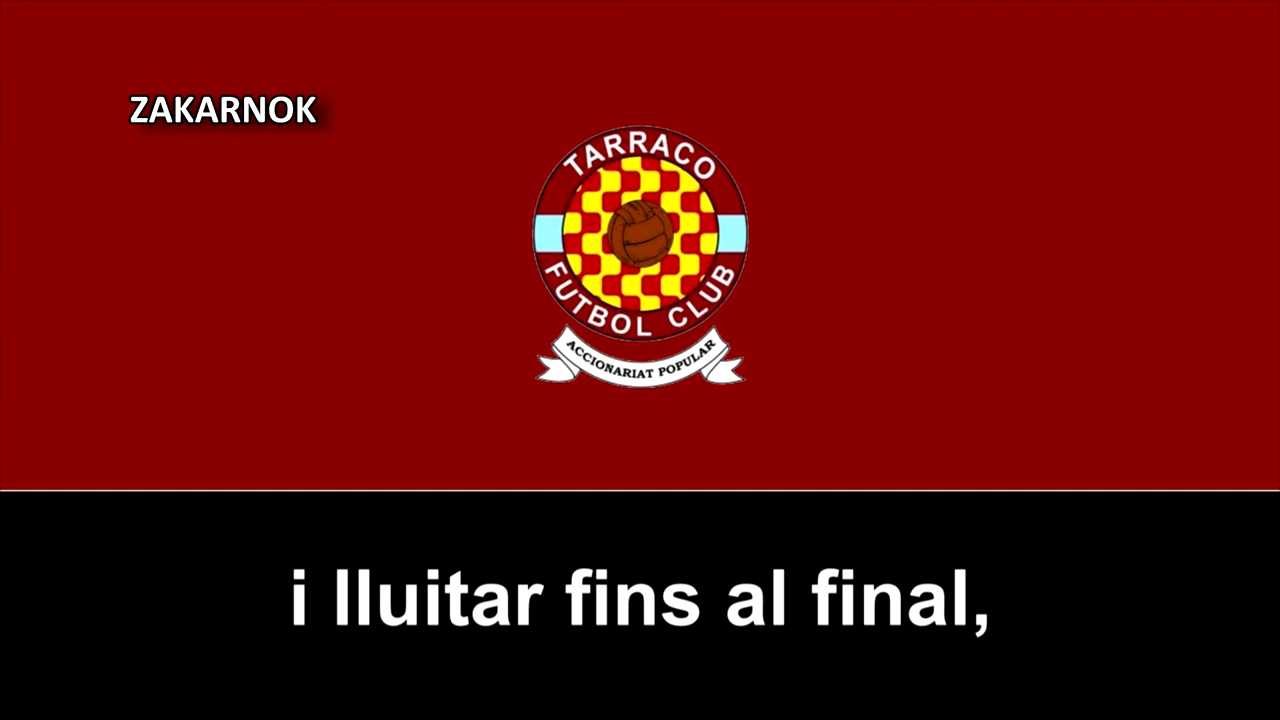 ZAKARNOK
TARRACO
FUTBOL CLUB
ACCIONARIAT POPULAR
i lluitar fins al final,